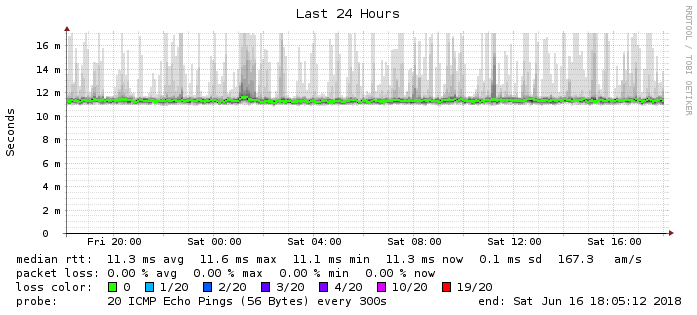 Last 24 Hours
RRDTOOL / TOBI OETIKER
Seconds
16 m
14 m
12 m
10 m
8 m
6 m
4 m
2 m
0
Fri 20:00 Sat 00:00 Sat 04:00 Sat 08:00 Sat 12:00 Sat 16:00
median rtt: 11.3 ms avg 11.6 ms max 11.1 ms min 11.3 ms now 0.1 ms sd 167.3 am/s
packet loss: 0.00 % avg 0.00 % max 0.00 % min 0.00 % now
loss color: 0 1/20 2/20 3/20 4/20 10/20 19/20
probe: 20 ICMP Echo Pings (56 Bytes) every 300s end: Sat Jun 16 18:05:12 2018